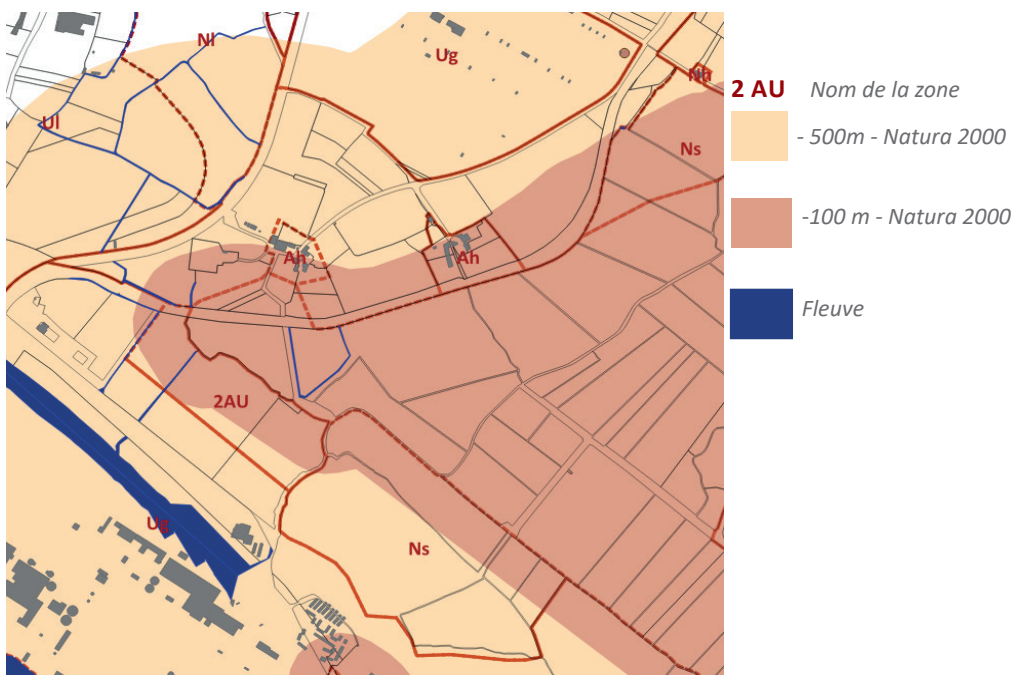 Nl
Ug
Nh
Ul
Ns
Ah
Ah
2AU
Ug
Ns
2 AU Nom de la zone
- 500m - Natura 2000
-100 m - Natura 2000
Fleuve